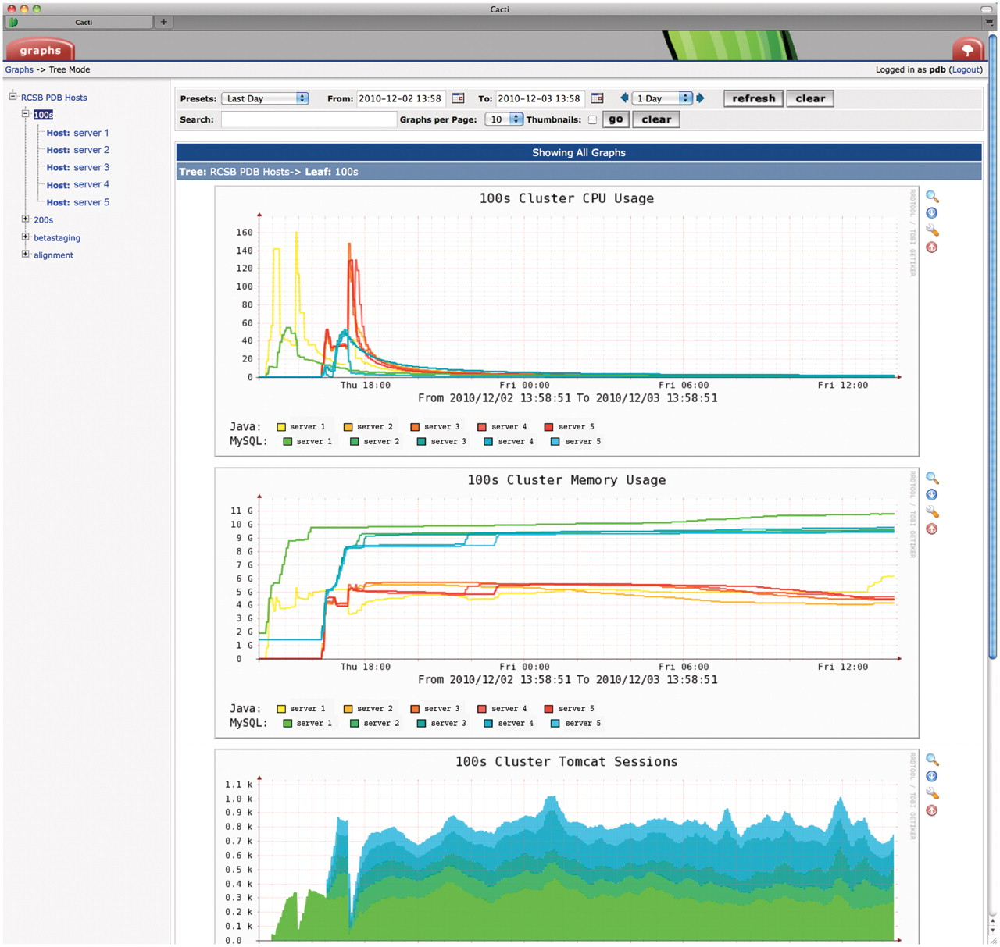 Cacti
Cacti
graphs
Graphs -> Tree Mode
Logged in as pdb (Logout)
RCSB PDB Hosts
100s
Host: server 1
Host: server 2
Host: server 3
Host: server 4
Host: server 5
200s
betastaging
alignment
Presets: Last Day From: 2010-12-02 13:58 To: 2010-12-03 13:58 1 Day refresh clear
Search: Graphs per Page: 10 Thumbnails: go clear
Showing All Graphs
Tree: RCSB PDB Hosts-> Leaf: 100s
100s Cluster CPU Usage
RRDTOOL / TOBI OETIKER
160
140
120
100
80
60
40
20
0
Thu 18:00 Fri 00:00 Fri 06:00 Fri 12:00
From 2010/12/02 13:58:51 To 2010/12/03 13:58:51
Java: server 1 server 2 server 3 server 4 server 5
MySQL: server 1 server 2 server 3 server 4 server 5
100s Cluster Memory Usage
RRDTOOL / TOBI OETIKER
11 G
10 G
9 G
8 G
7 G
6 G
5 G
4 G
3 G
2 G
1 G
0
Thu 18:00 Fri 00:00 Fri 06:00 Fri 12:00
From 2010/12/02 13:58:51 To 2010/12/03 13:58:51
Java: server 1 server 2 server 3 server 4 server 5
MySQL: server 1 server 2 server 3 server 4 server 5
100s Cluster Tomcat Sessions
RRDTOOL / TOBI OETIKER
1.1 k
1.0 k
0.9 k
0.8 k
0.7 k
0.6 k
0.5 k
0.4 k
0.3 k
0.2 k
0.1 k
0.0